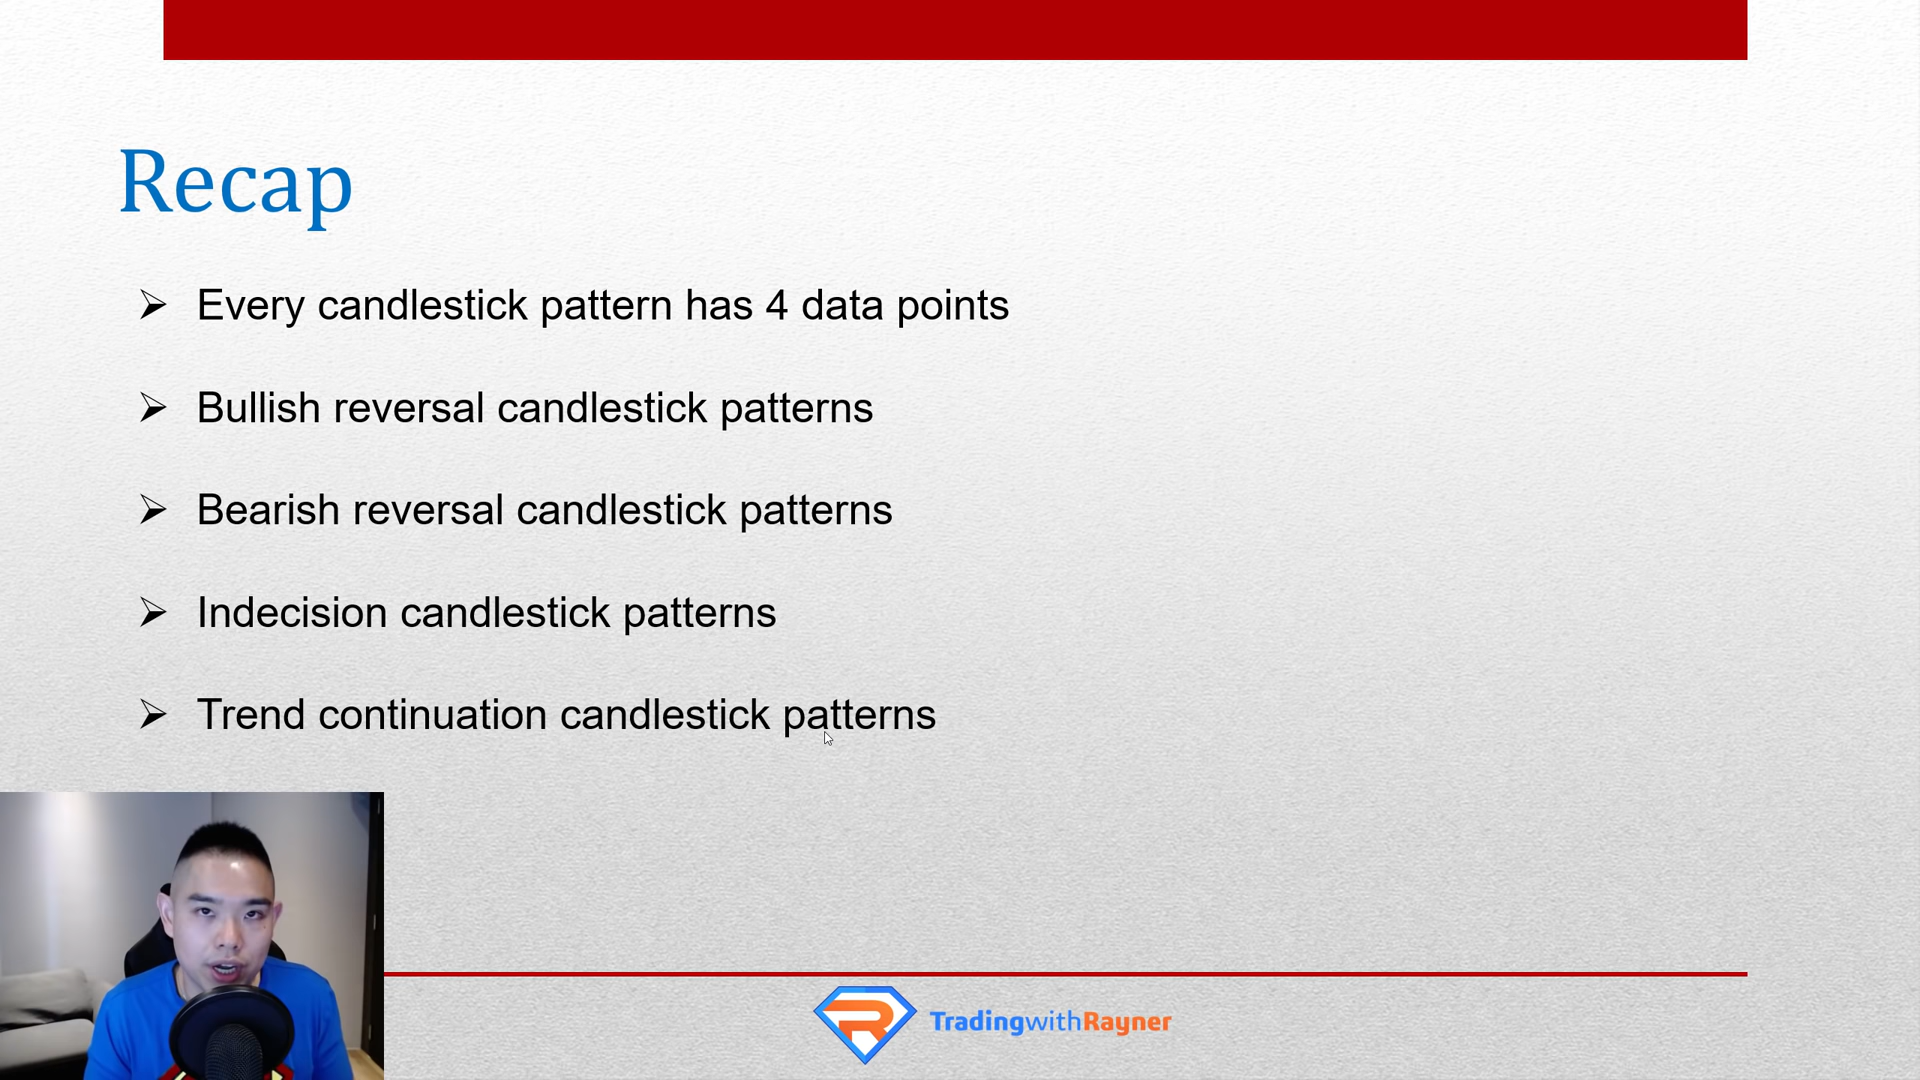 Recap
Every candlestick pattern has 4 data points
Bullish reversal candlestick patterns
Bearish reversal candlestick patterns
Indecision candlestick patterns
Trend continuation candlestick patterns
TradingwithRayner